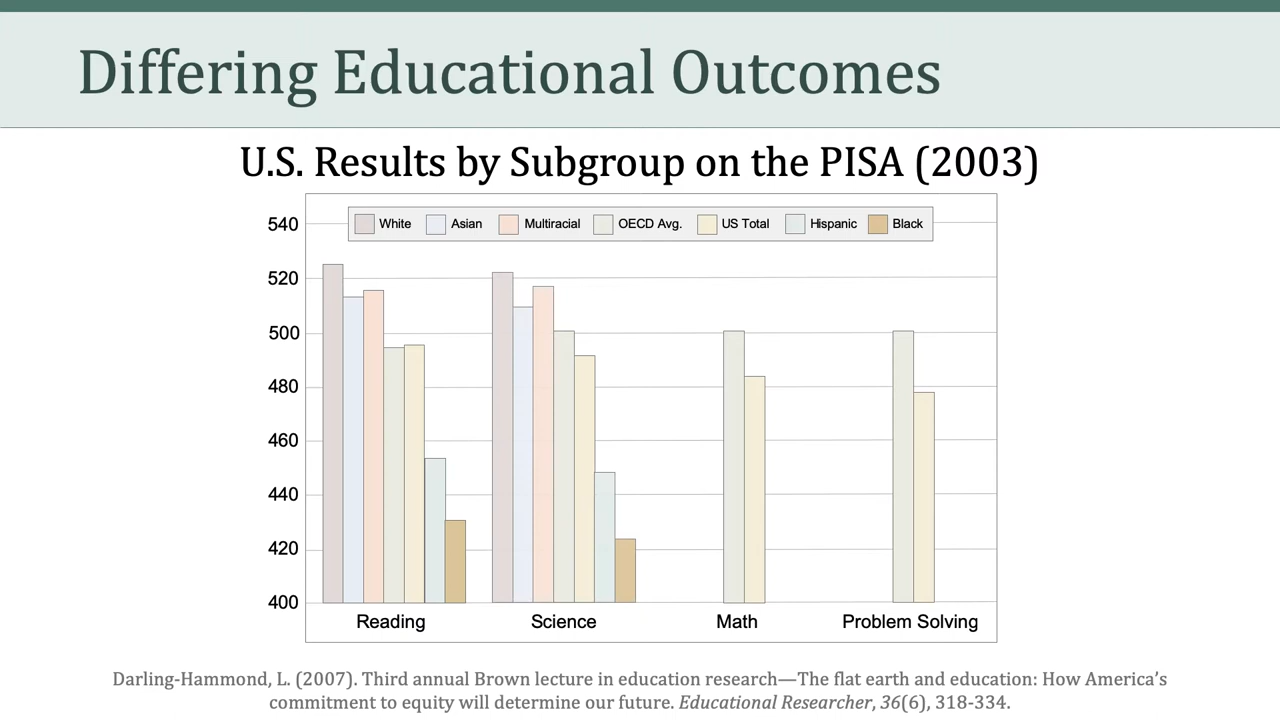 Differing Educational Outcomes
U.S. Results by Subgroup on the PISA (2003)
White Asian Multiracial OECD Avg. US Total Hispanic Black
540
520
500
480
460
440
420
400
Reading Science Math Problem Solving
Darling-Hammond, L. (2007). Third annual Brown lecture in education research—The flat earth and education: How America’s
commitment to equity will determine our future. Educational Researcher, 36(6), 318-334.